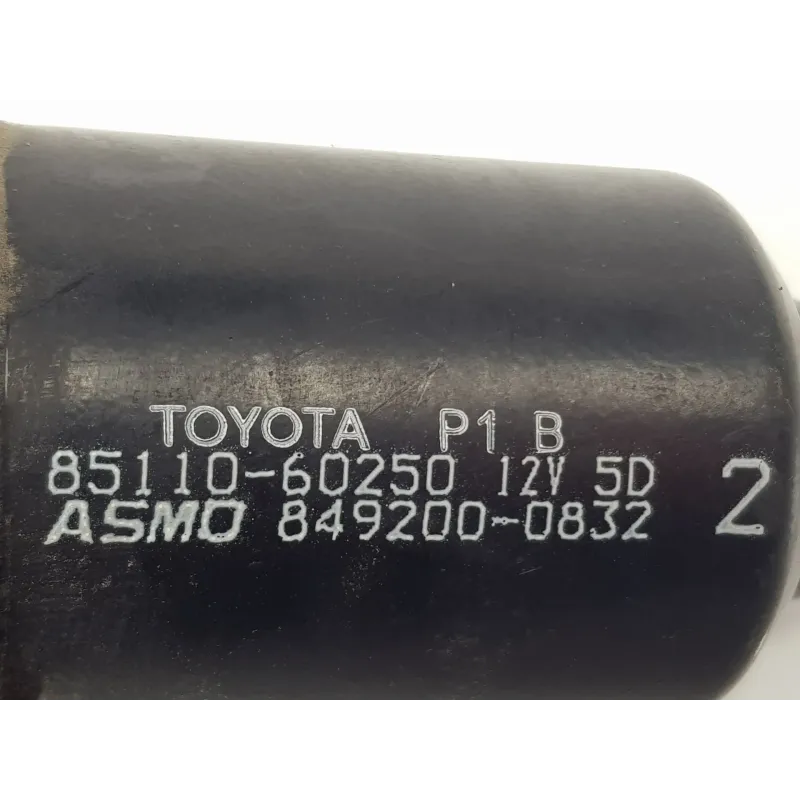 TOYOTA P1 B
85110-60250 12V 5D
ASMO 849200-0832 2